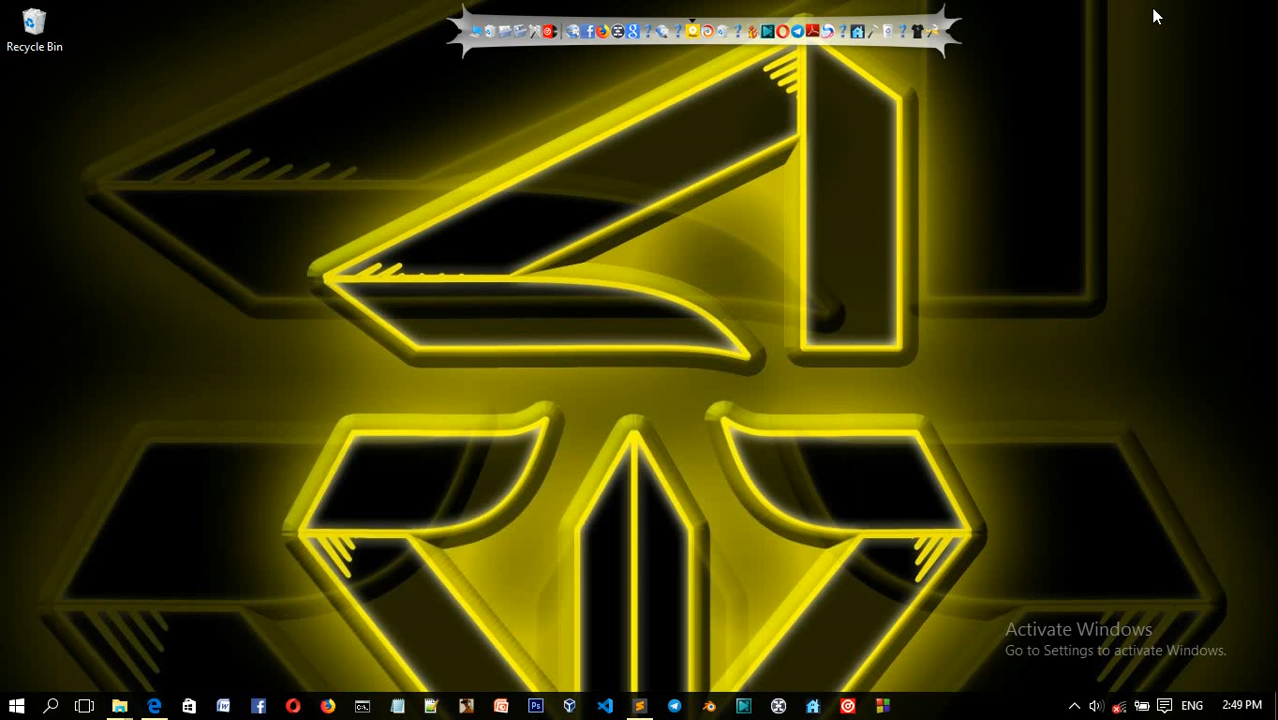 Recycle Bin
Activate Windows
Go to Settings to activate Windows.
ENG
2:49 PM